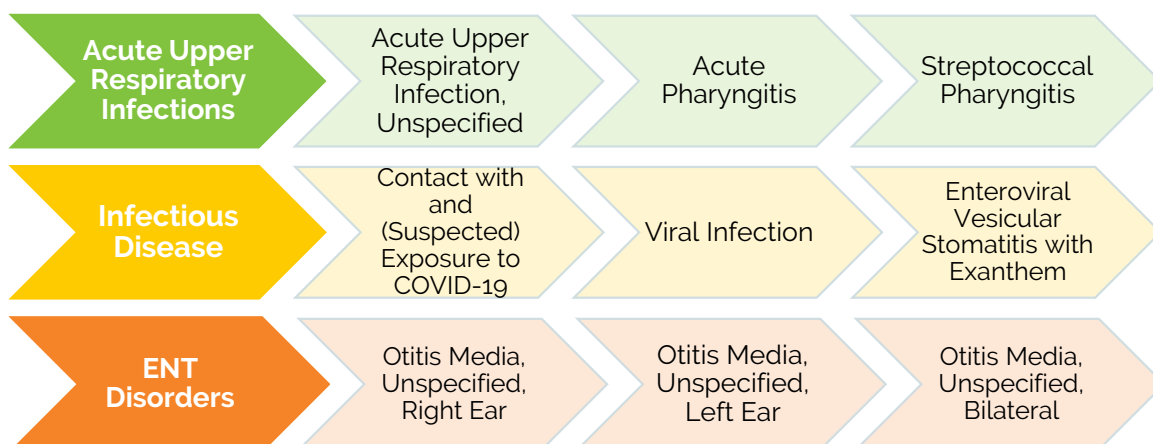 Acute Upper
Respiratory
Infections
Acute Upper
Respiratory
Infection,
Unspecified
Acute
Pharyngitis
Streptococcal
Pharyngitis
Infectious
Disease
Contact with
and
(Suspected)
Exposure to
COVID-19
Viral Infection
Enteroviral
Vesicular
Stomatitis with
Exanthem
ENT
Disorders
Otitis Media,
Unspecified,
Right Ear
Otitis Media,
Unspecified,
Left Ear
Otitis Media,
Unspecified,
Bilateral